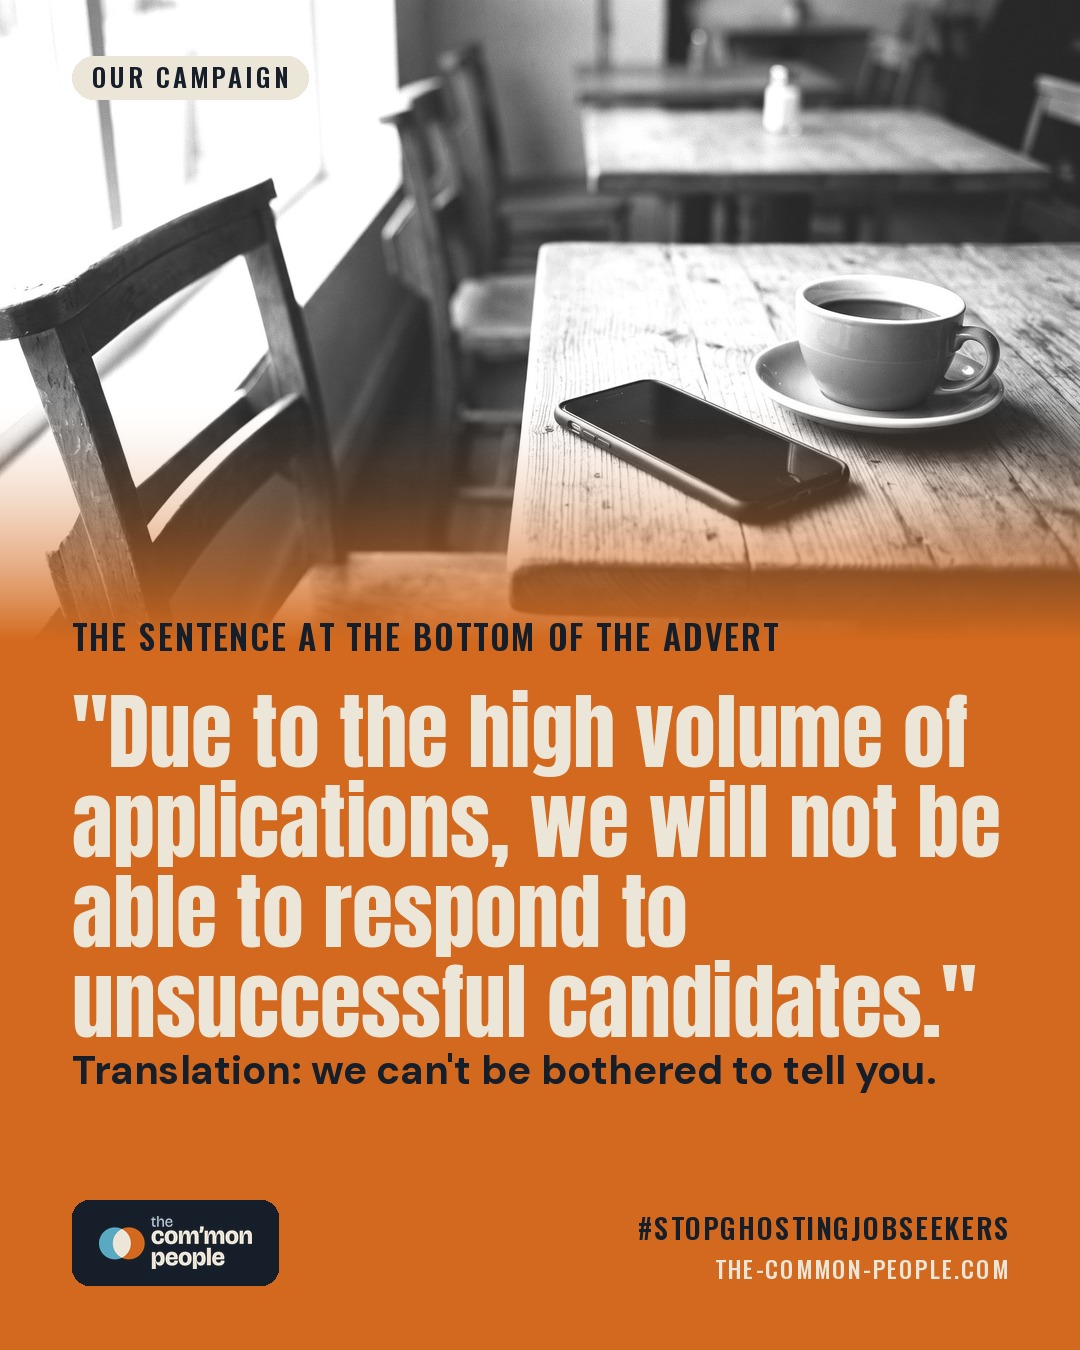 OUR CAMPAIGN
THE SENTENCE AT THE BOTTOM OF THE ADVERT
"Due to the high volume of
applications, we will not be
able to respond to
unsuccessful candidates."
Translation: we can't be bothered to tell you.
the
com'mon
people
#STOPGHOSTINGJOBSEEKERS
THE-COMMON-PEOPLE.COM